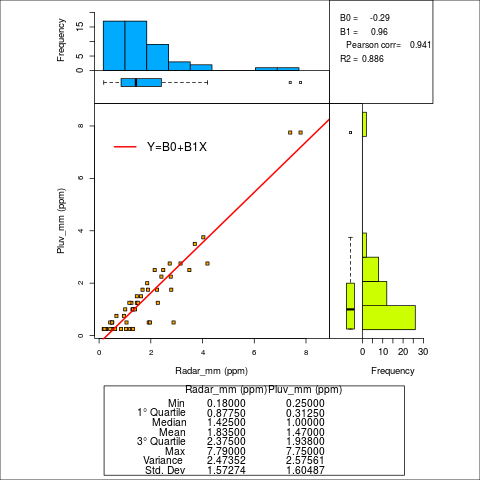 Frequency
15
5
0
B0 = -0.29
B1 = 0.96
Pearson corr= 0.941
R2 = 0.886
Pluv_mm (ppm)
8
6
4
2
0
Y=B0+B1X
0 2 4 6 8
Radar_mm (ppm)
0 10 20 30
Frequency
Radar_mm (ppm) Pluv_mm (ppm)
Min 0.18000 0.25000
1° Quartile 0.87750 0.31250
Median 1.42500 1.00000
Mean 1.83500 1.47000
3° Quartile 2.37500 1.93800
Max 7.79000 7.75000
Variance 2.47352 2.57561
Std. Dev 1.57274 1.60487